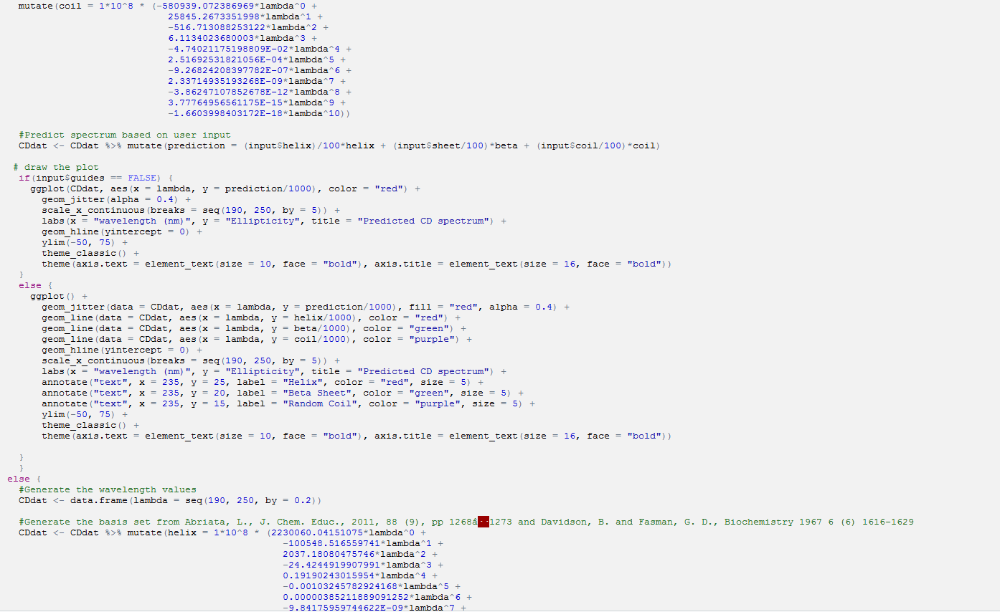 mutate(coil = 1*10^8 * (-580939.072386969*lambda^0 +
25845.2673351998*lambda^1 +
-516.713088253122*lambda^2 +
6.1134023680003*lambda^3 +
-4.74021175198809E-02*lambda^4 +
2.51692531821056E-04*lambda^5 +
-9.26824208397782E-07*lambda^6 +
2.33714935193268E-09*lambda^7 +
-3.86247107852678E-12*lambda^8 +
3.77764956561175E-15*lambda^9 +
-1.6603998403172E-18*lambda^10))
#Predict spectrum based on user input
CDdat <- CDdat %>% mutate(prediction = (input$helix)/100*helix + (input$sheet/100)*beta + (input$coil/100)*coil)
# draw the plot
if(input$guides == FALSE) {
ggplot(CDdat, aes(x = lambda, y = prediction/1000), color = "red") +
geom_jitter(alpha = 0.4) +
scale_x_continuous(breaks = seq(190, 250, by = 5)) +
labs(x = "wavelength (nm)", y = "Ellipticity", title = "Predicted CD spectrum") +
geom_hline(yintercept = 0) +
ylim(-50, 75) +
theme_classic() +
theme(axis.text = element_text(size = 10, face = "bold"), axis.title = element_text(size = 16, face = "bold"))
}
else {
ggplot() +
geom_jitter(data = CDdat, aes(x = lambda, y = prediction/1000), fill = "red", alpha = 0.4) +
geom_line(data = CDdat, aes(x = lambda, y = helix/1000), color = "red") +
geom_line(data = CDdat, aes(x = lambda, y = beta/1000), color = "green") +
geom_line(data = CDdat, aes(x = lambda, y = coil/1000), color = "purple") +
geom_hline(yintercept = 0) +
scale_x_continuous(breaks = seq(190, 250, by = 5)) +
labs(x = "wavelength (nm)", y = "Ellipticity", title = "Predicted CD spectrum") +
annotate("text", x = 235, y = 25, label = "Helix", color = "red", size = 5) +
annotate("text", x = 235, y = 20, label = "Beta Sheet", color = "green", size = 5) +
annotate("text", x = 235, y = 15, label = "Random Coil", color = "purple", size = 5) +
ylim(-50, 75) +
theme_classic() +
theme(axis.text = element_text(size = 10, face = "bold"), axis.title = element_text(size = 16, face = "bold"))
}
}
else {
#Generate the wavelength values
CDdat <- data.frame(lambda = seq(190, 250, by = 0.2))
#Generate the basis set from Abriata, L., J. Chem. Educ., 2011, 88 (9), pp 1268â··1273 and Davidson, B. and Fasman, G. D., Biochemistry 1967 6 (6) 1616-1629
CDdat <- CDdat %>% mutate(helix = 1*10^8 * (2230060.04151075*lambda^0 +
-100548.516559741*lambda^1 +
2037.18080475746*lambda^2 +
-24.4244919907991*lambda^3 +
0.19190243015954*lambda^4 +
-0.00103245782924168*lambda^5 +
0.00000385211889091252*lambda^6 +
-9.84175959744622E-09*lambda^7 +